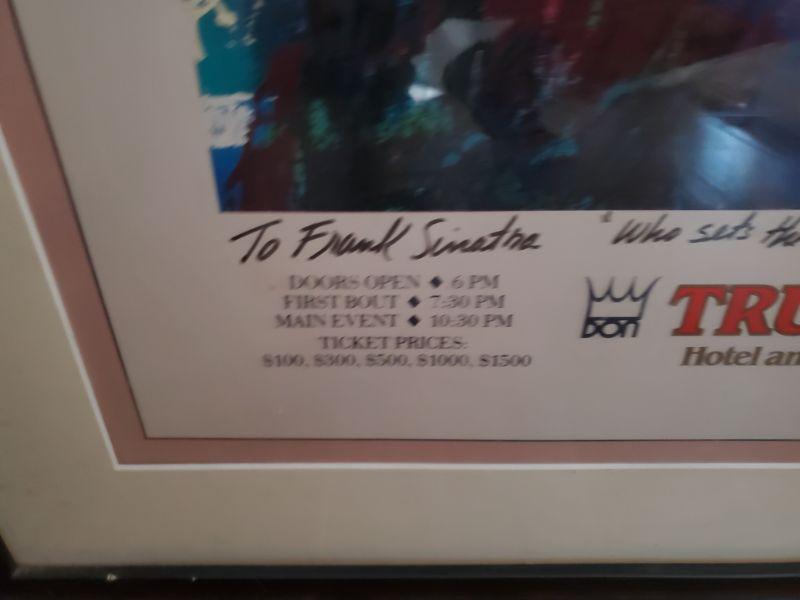 To Frank Sinatra "Who sets the
DOORS OPEN ◆ 6 PM
FIRST BOUT ◆ 7:30 PM
MAIN EVENT ◆ 10:30 PM
TICKET PRICES:
$100, $300, $500, $1000, $1500
Don
TRU
Hotel an